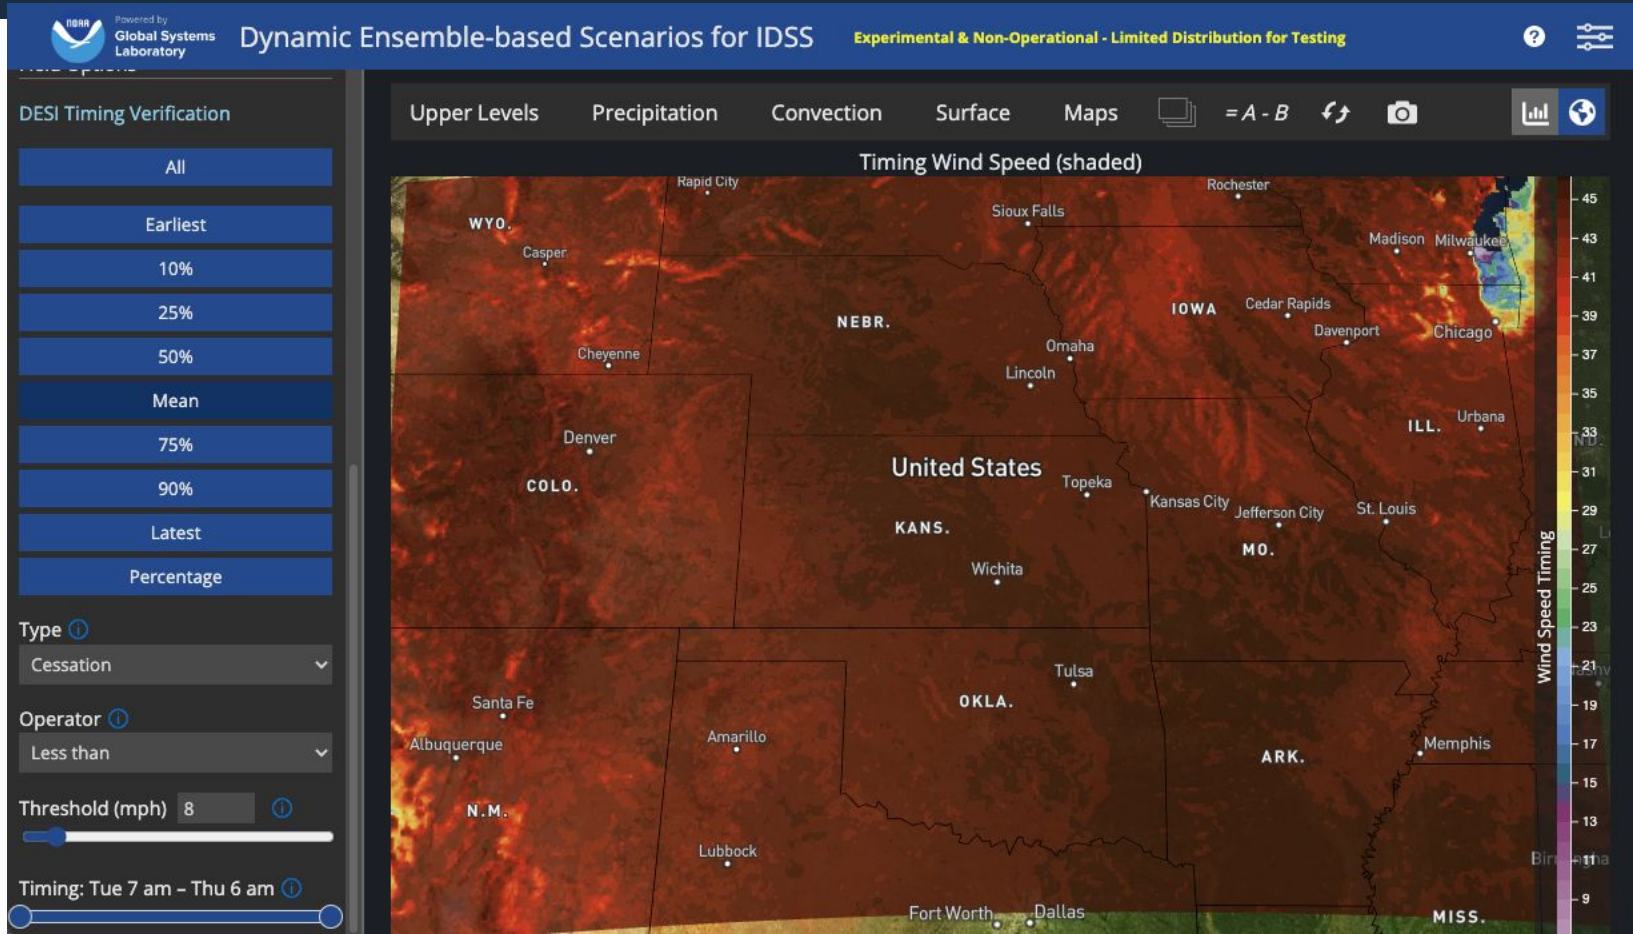 NOAA
Powered by
Global Systems
Laboratory
Dynamic Ensemble-based Scenarios for IDSS
Experimental & Non-Operational - Limited Distribution for Testing
?
DESI Timing Verification
All
Earliest
10%
25%
50%
Mean
75%
90%
Latest
Percentage
Type
Cessation
Operator
Less than
Threshold (mph) 8
Timing: Tue 7 am – Thu 6 am
Upper Levels Precipitation Convection Surface Maps = A - B
Timing Wind Speed (shaded)
Rapid City
Rochester
WYO.
Sioux Falls
Casper
Madison Milwaukee
NEBR.
IOWA
Cedar Rapids
Davenport
Chicago
Cheyenne
Omaha
Lincoln
Denver
ILL.
Urbana
United States
COLO.
Topeka
Kansas City
Jefferson City
St. Louis
KANS.
MO.
Wichita
Tulsa
Santa Fe
OKLA.
Albuquerque
Amarillo
Memphis
ARK.
N.M.
Lubbock
Fort Worth
Dallas
MISS.
Wind Speed Timing
45
43
41
39
37
35
33
31
29
27
25
23
21
19
17
15
13
11
9